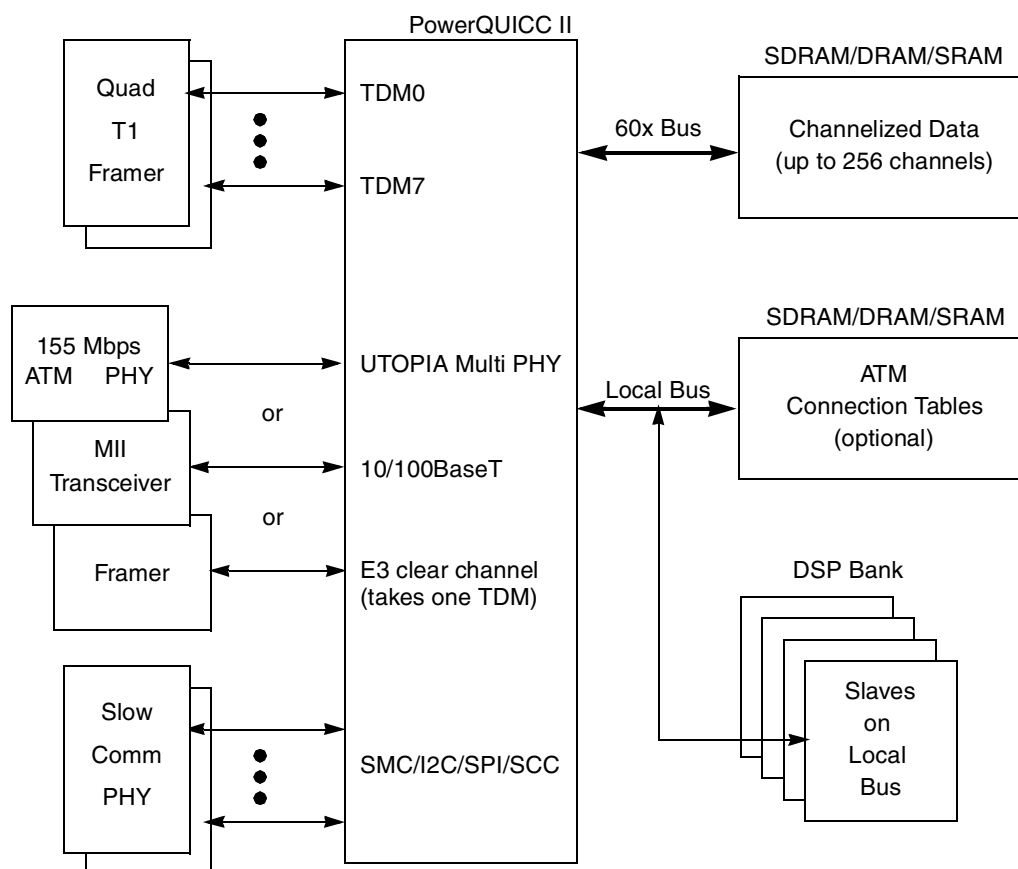 PowerQUICC II
Quad
T1
Framer
TDM0
TDM7
60x Bus
SDRAM/DRAM/SRAM
Channelized Data
(up to 256 channels)
155 Mbps
ATM PHY
UTOPIA Multi PHY
or
MII
Transceiver
10/100BaseT
or
Framer
E3 clear channel
(takes one TDM)
Local Bus
SDRAM/DRAM/SRAM
ATM
Connection Tables
(optional)
DSP Bank
Slaves
on
Local
Bus
Slow
Comm
PHY
SMC/I2C/SPI/SCC